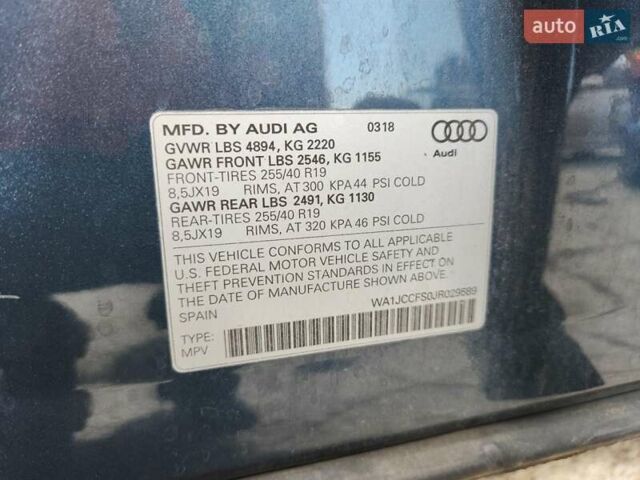 auto RIA .com
MFD. BY AUDI AG 0318
GVWR LBS 4894, KG 2220
GAWR FRONT LBS 2546, KG 1155
FRONT-TIRES 255/40 R19
8,5JX19 RIMS, AT 300 KPA 44 PSI COLD
GAWR REAR LBS 2491, KG 1130
REAR-TIRES 255/40 R19
8,5JX19 RIMS, AT 320 KPA 46 PSI COLD
Audi
THIS VEHICLE CONFORMS TO ALL APPLICABLE
U.S. FEDERAL MOTOR VEHICLE SAFETY AND
THEFT PREVENTION STANDARDS IN EFFECT ON
THE DATE OF MANUFACTURE SHOWN ABOVE.
SPAIN WA1JCCFS0JR029589
TYPE:
MPV